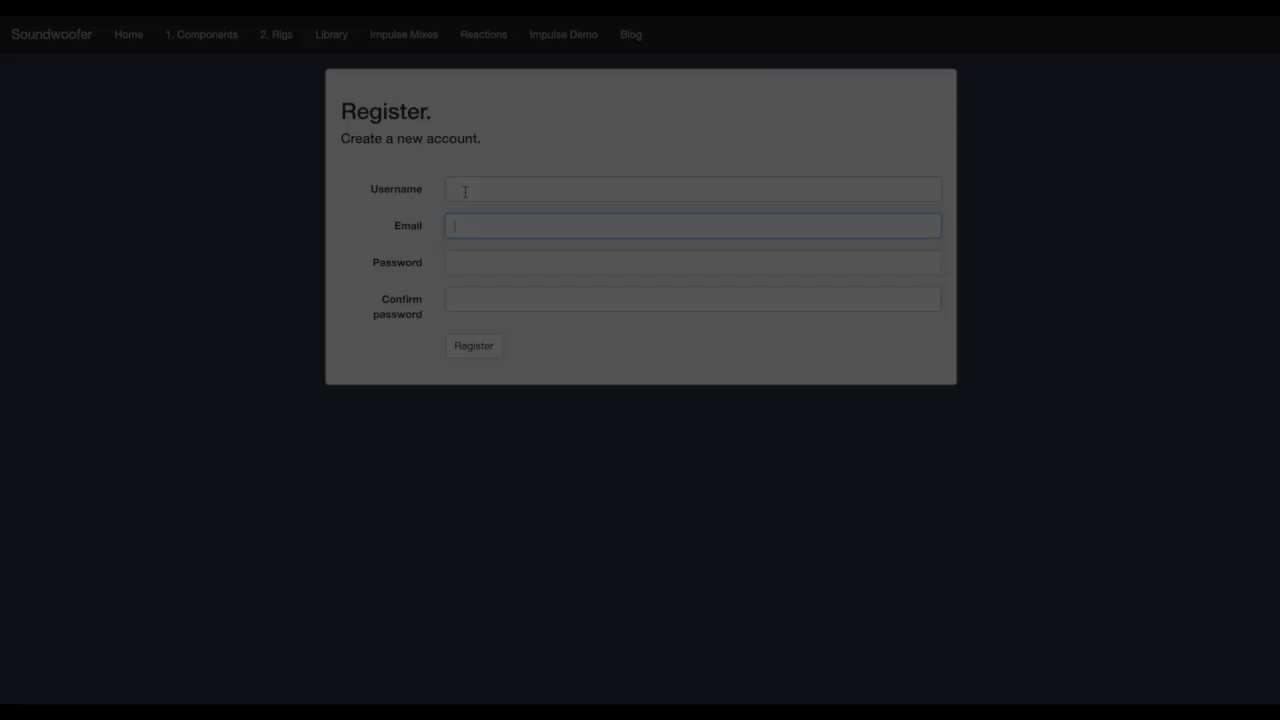 Soundwoofer Home 1. Components 2. Rigs Library Impulse Mixes Reactions Impulse Demo Blog
Register.
Create a new account.
Username
Email
Password
Confirm
password
Register